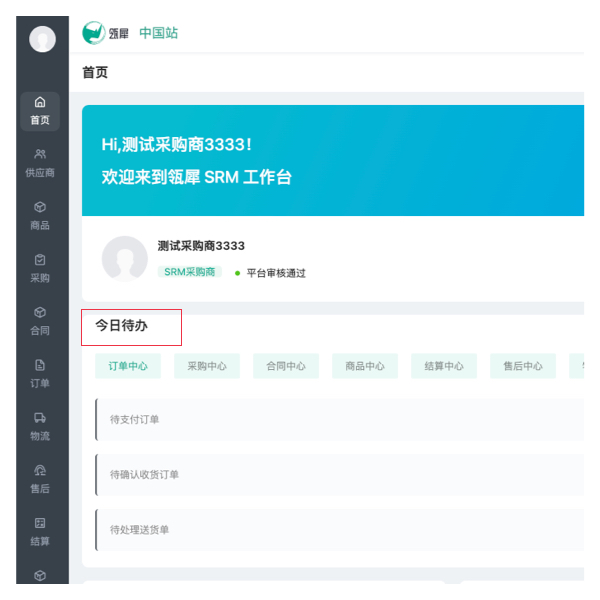 瓴犀 中国站
首页
首页
供应商
商品
采购
合同
订单
物流
售后
结算
Hi,测试采购商3333!
欢迎来到瓴犀 SRM 工作台
测试采购商3333
SRM采购商 平台审核通过
今日待办
订单中心 采购中心 合同中心 商品中心 结算中心 售后中心
待支付订单
待确认收货订单
待处理送货单